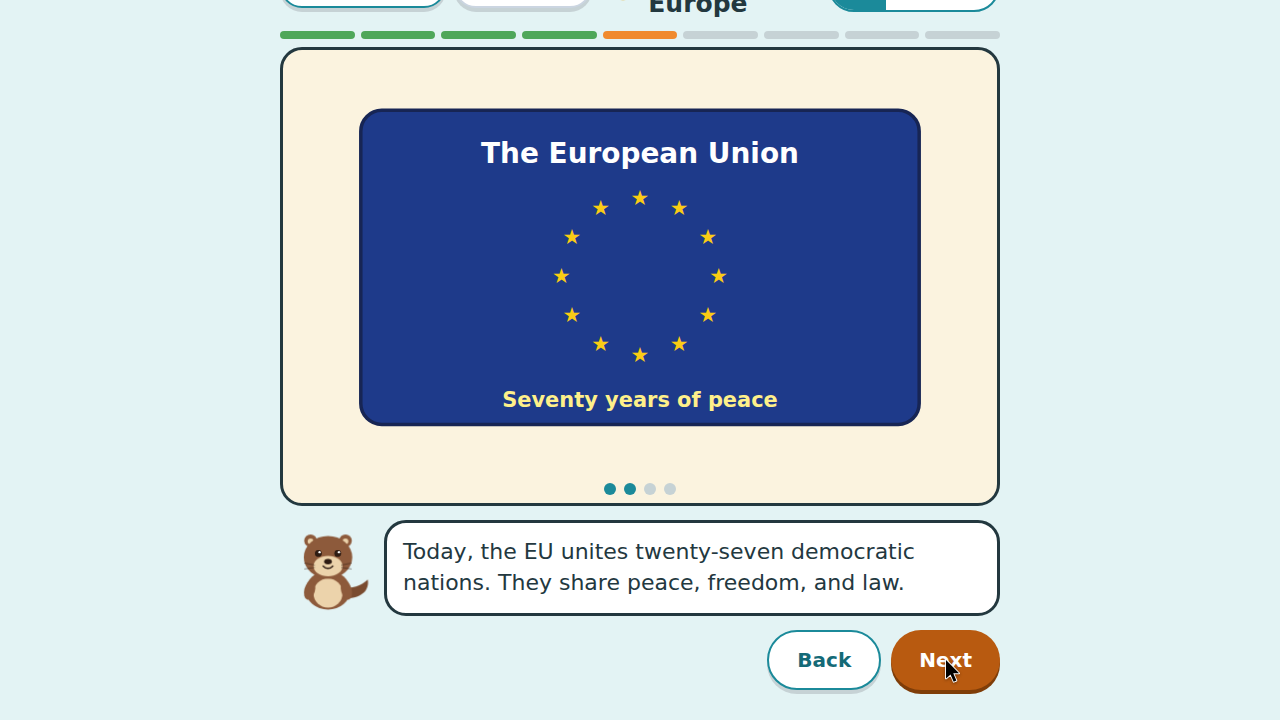 Europe
The European Union
Seventy years of peace
Today, the EU unites twenty-seven democratic
nations. They share peace, freedom, and law.
Back
Next